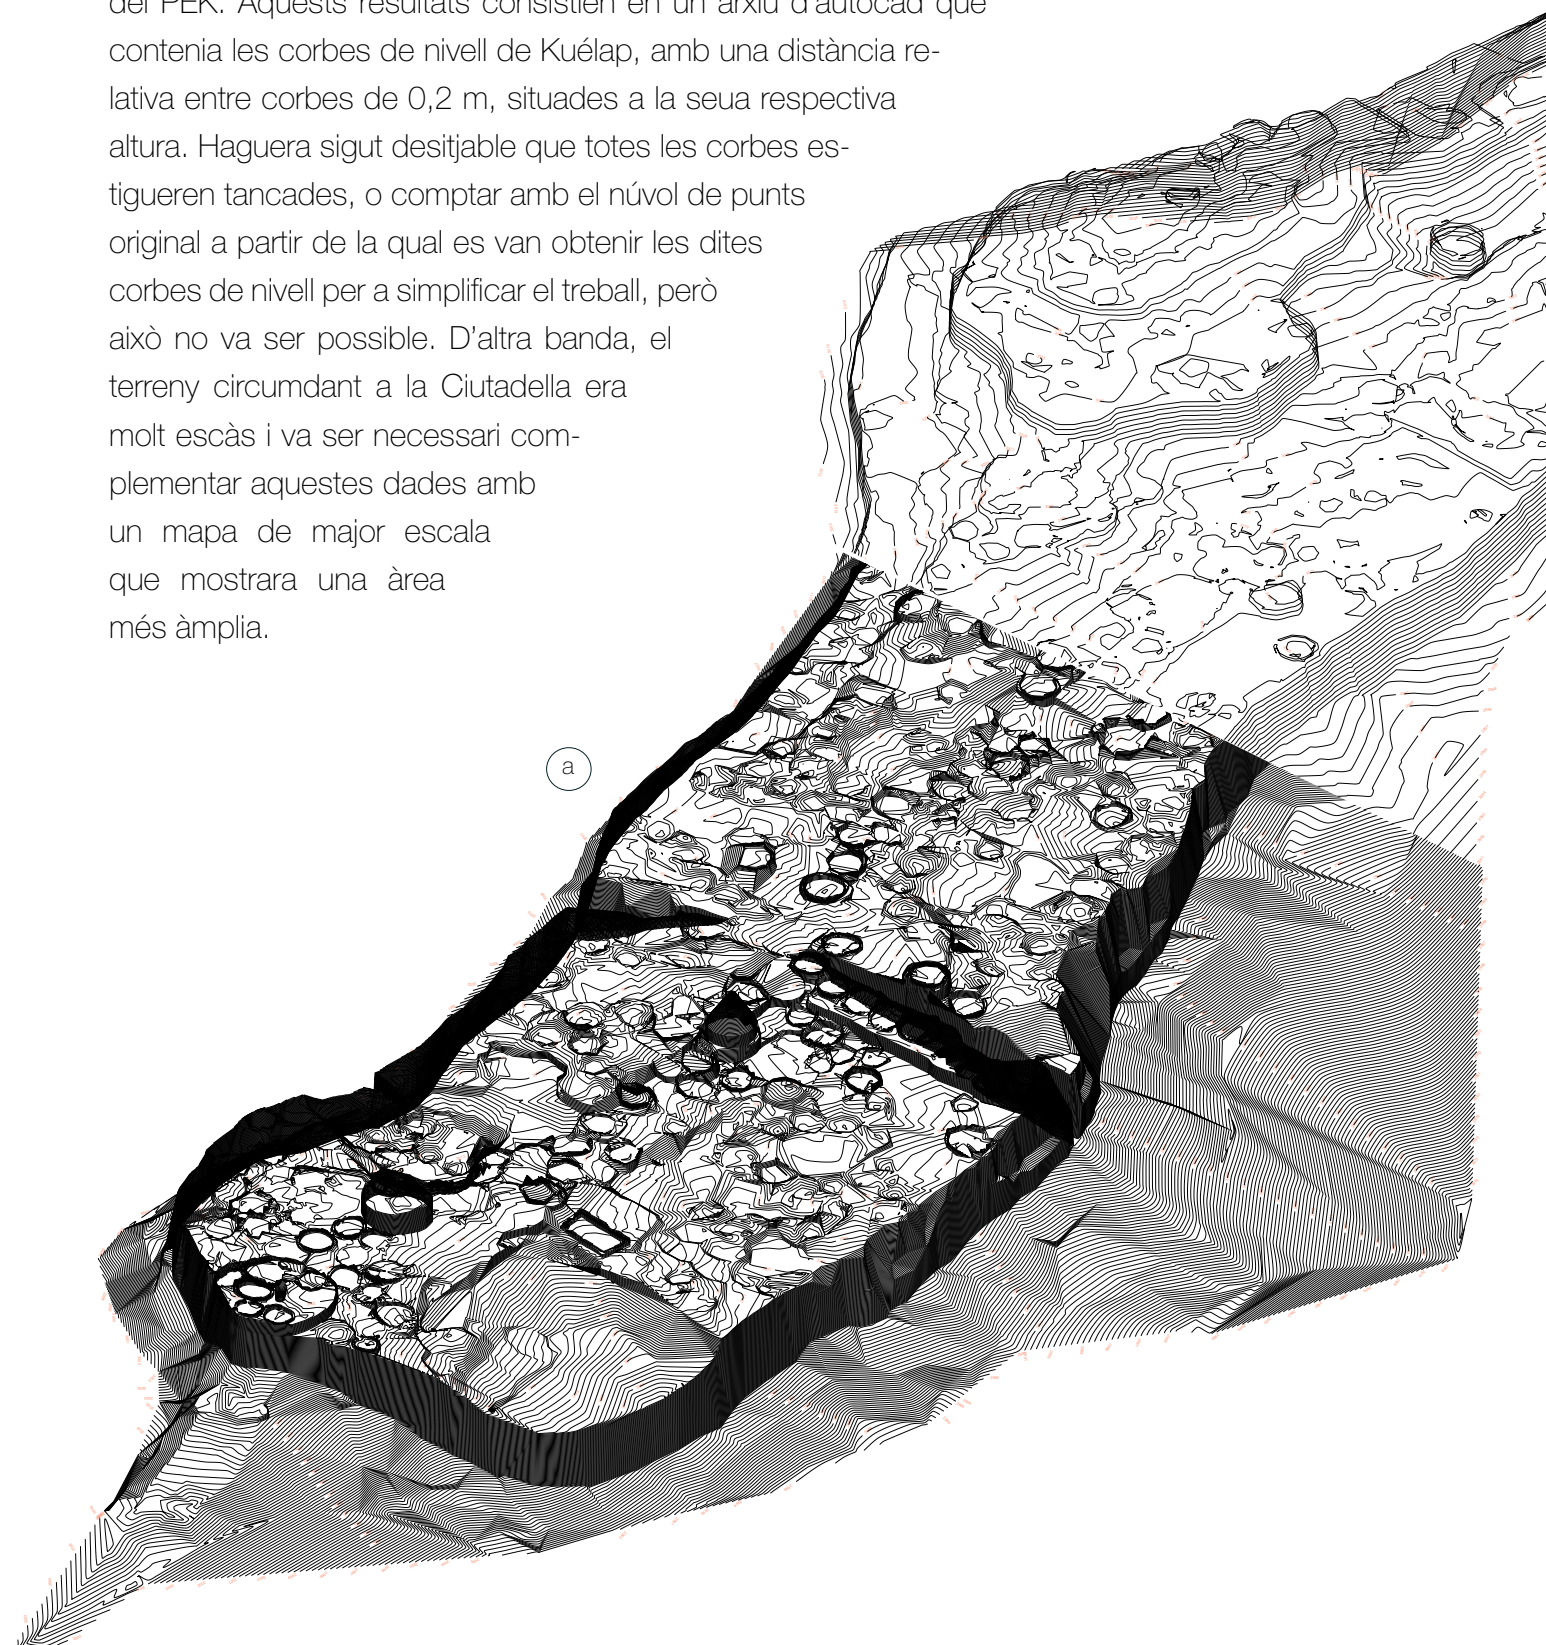 del PEK. Aquests resultats consistien en un arxiu d'autocad que
contenia les corbes de nivell de Kuélap, amb una distància re-
lativa entre corbes de 0,2 m, situades a la seua respectiva
altura. Haguera sigut desitjable que totes les corbes es-
tigueren tancades, o comptar amb el núvol de punts
original a partir de la qual es van obtenir les dites
corbes de nivell per a simplificar el treball, però
això no va ser possible. D'altra banda, el
terreny circumdant a la Ciutadella era
molt escàs i va ser necessari com-
plementar aquestes dades amb
un mapa de major escala
que mostrara una àrea
més àmplia.
a